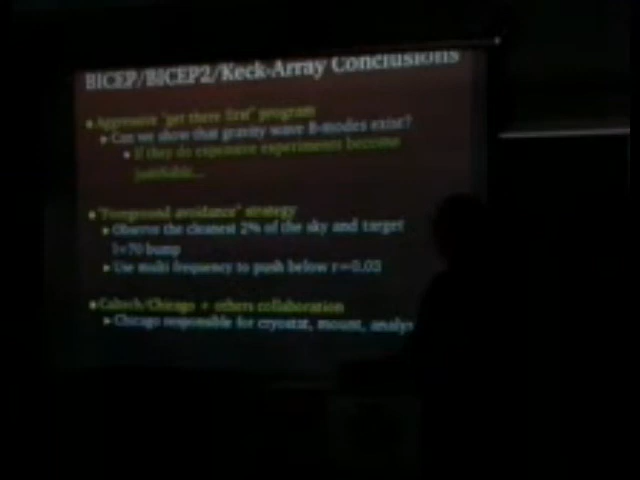 BICEP/BICEP2/Keck-Array Conclusions
Aggressive "get there first" program
Can we show that gravity wave B-modes exist?
If they do expensive experiments become
justifiable...
"Foreground avoidance" strategy
Observe the cleanest 2% of the sky and target
l=70 bump
Use multi frequency to push below r=0.03
Caltech/Chicago + others collaboration
Chicago responsible for cryostat, mount, analys